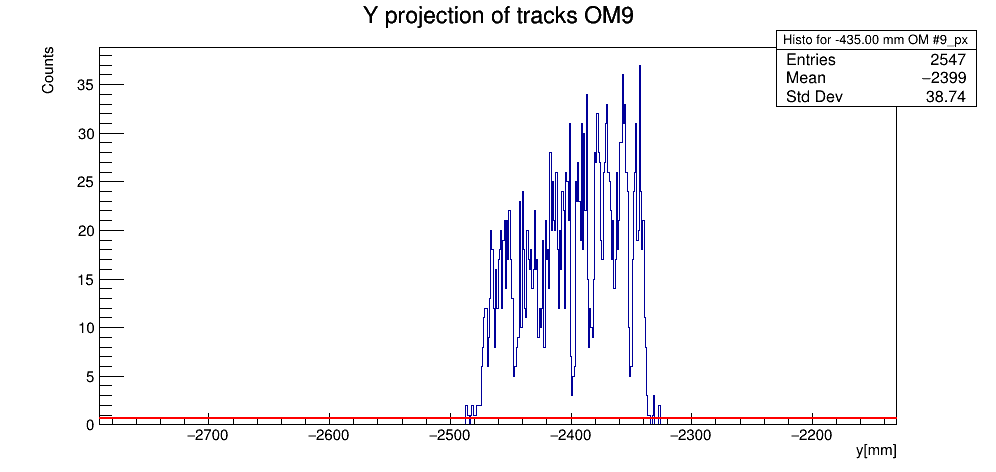 Y projection of tracks OM9
Histo for -435.00 mm OM #9_px
Entries 2547
Mean −2399
Std Dev 38.74
Counts
35
30
25
20
15
10
5
0
−2700 −2600 −2500 −2400 −2300 −2200
y[mm]